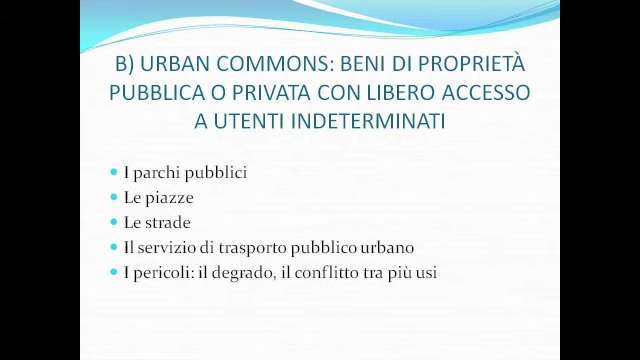 B) URBAN COMMONS: BENI DI PROPRIETÀ
PUBBLICA O PRIVATA CON LIBERO ACCESSO
A UTENTI INDETERMINATI
I parchi pubblici
Le piazze
Le strade
Il servizio di trasporto pubblico urbano
I pericoli: il degrado, il conflitto tra più usi